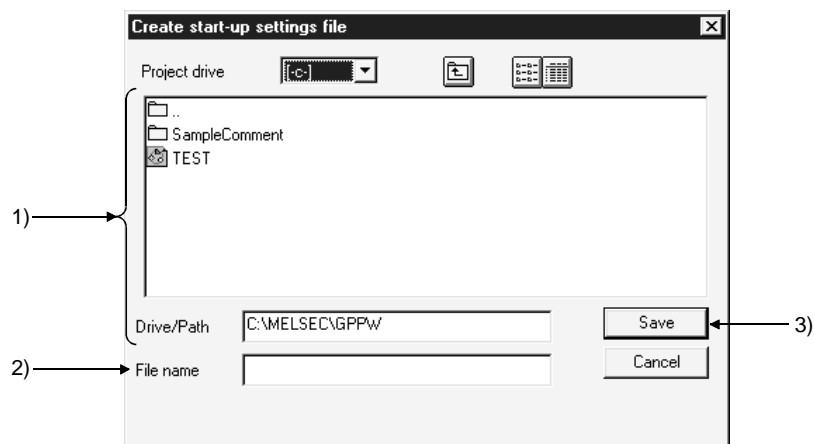 Create start-up settings file
Project drive [-c-]
..
SampleComment
TEST
1)
Drive/Path C:\MELSEC\GPPW Save
3)
2)
File name Cancel